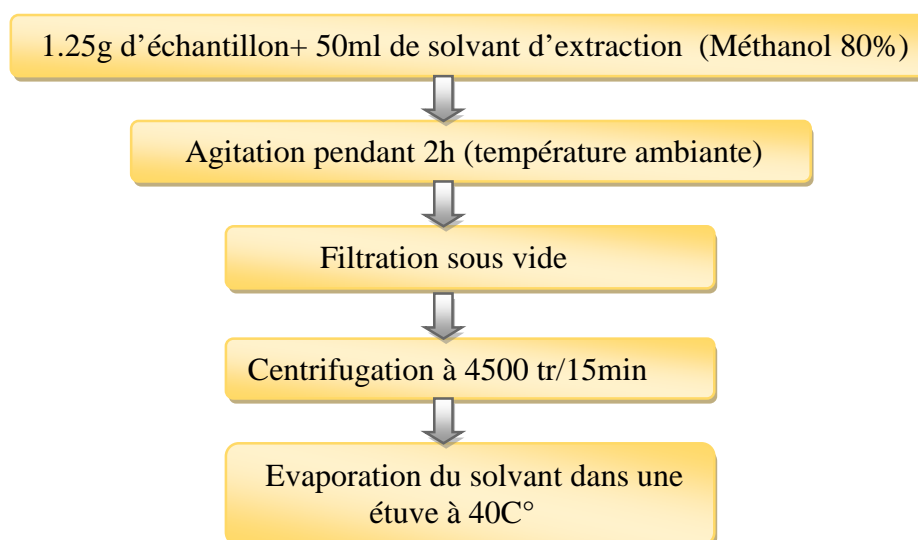 1.25g d’échantillon+ 50ml de solvant d’extraction (Méthanol 80%)
Agitation pendant 2h (température ambiante)
Filtration sous vide
Centrifugation à 4500 tr/15min
Evaporation du solvant dans une
étuve à 40C°